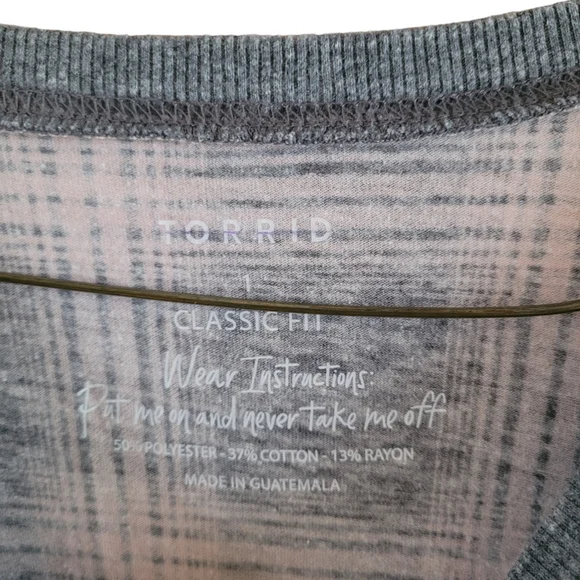 TORRID
1
CLASSIC FIT
Wear Instructions:
Put me on and never take me off
50% POLYESTER - 37% COTTON - 13% RAYON
MADE IN GUATEMALA